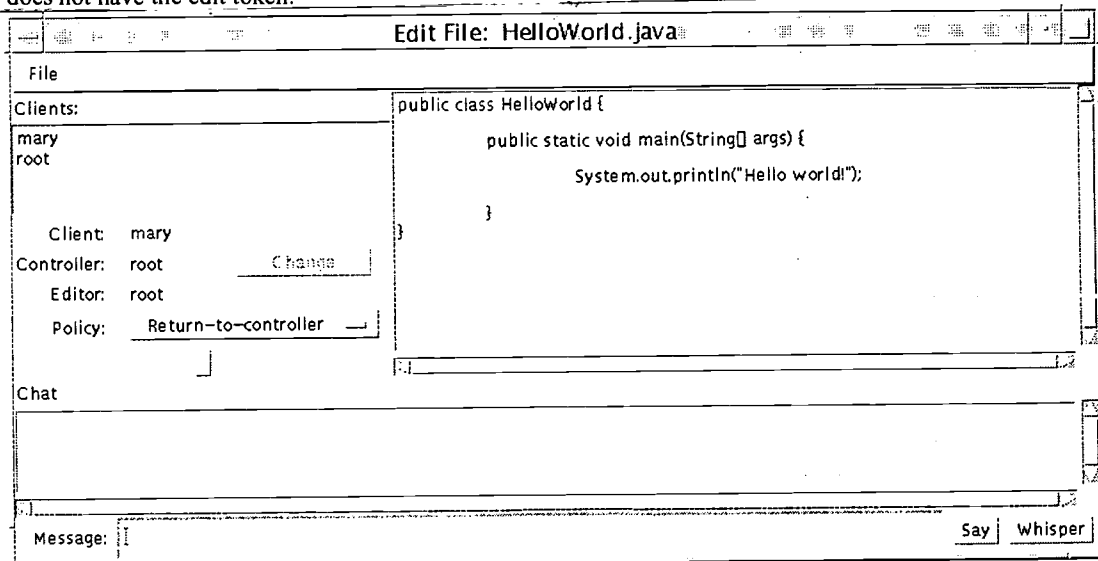 does not have the edit token.
Edit File: HelloWorld.java
File
Clients:
mary
root
Client: mary
Controller: root Change
Editor: root
Policy: Return-to-controller
public class HelloWorld {
public static void main(String[] args) {
System.out.println("Hello world!");
}
}
Chat
Message:
Say Whisper